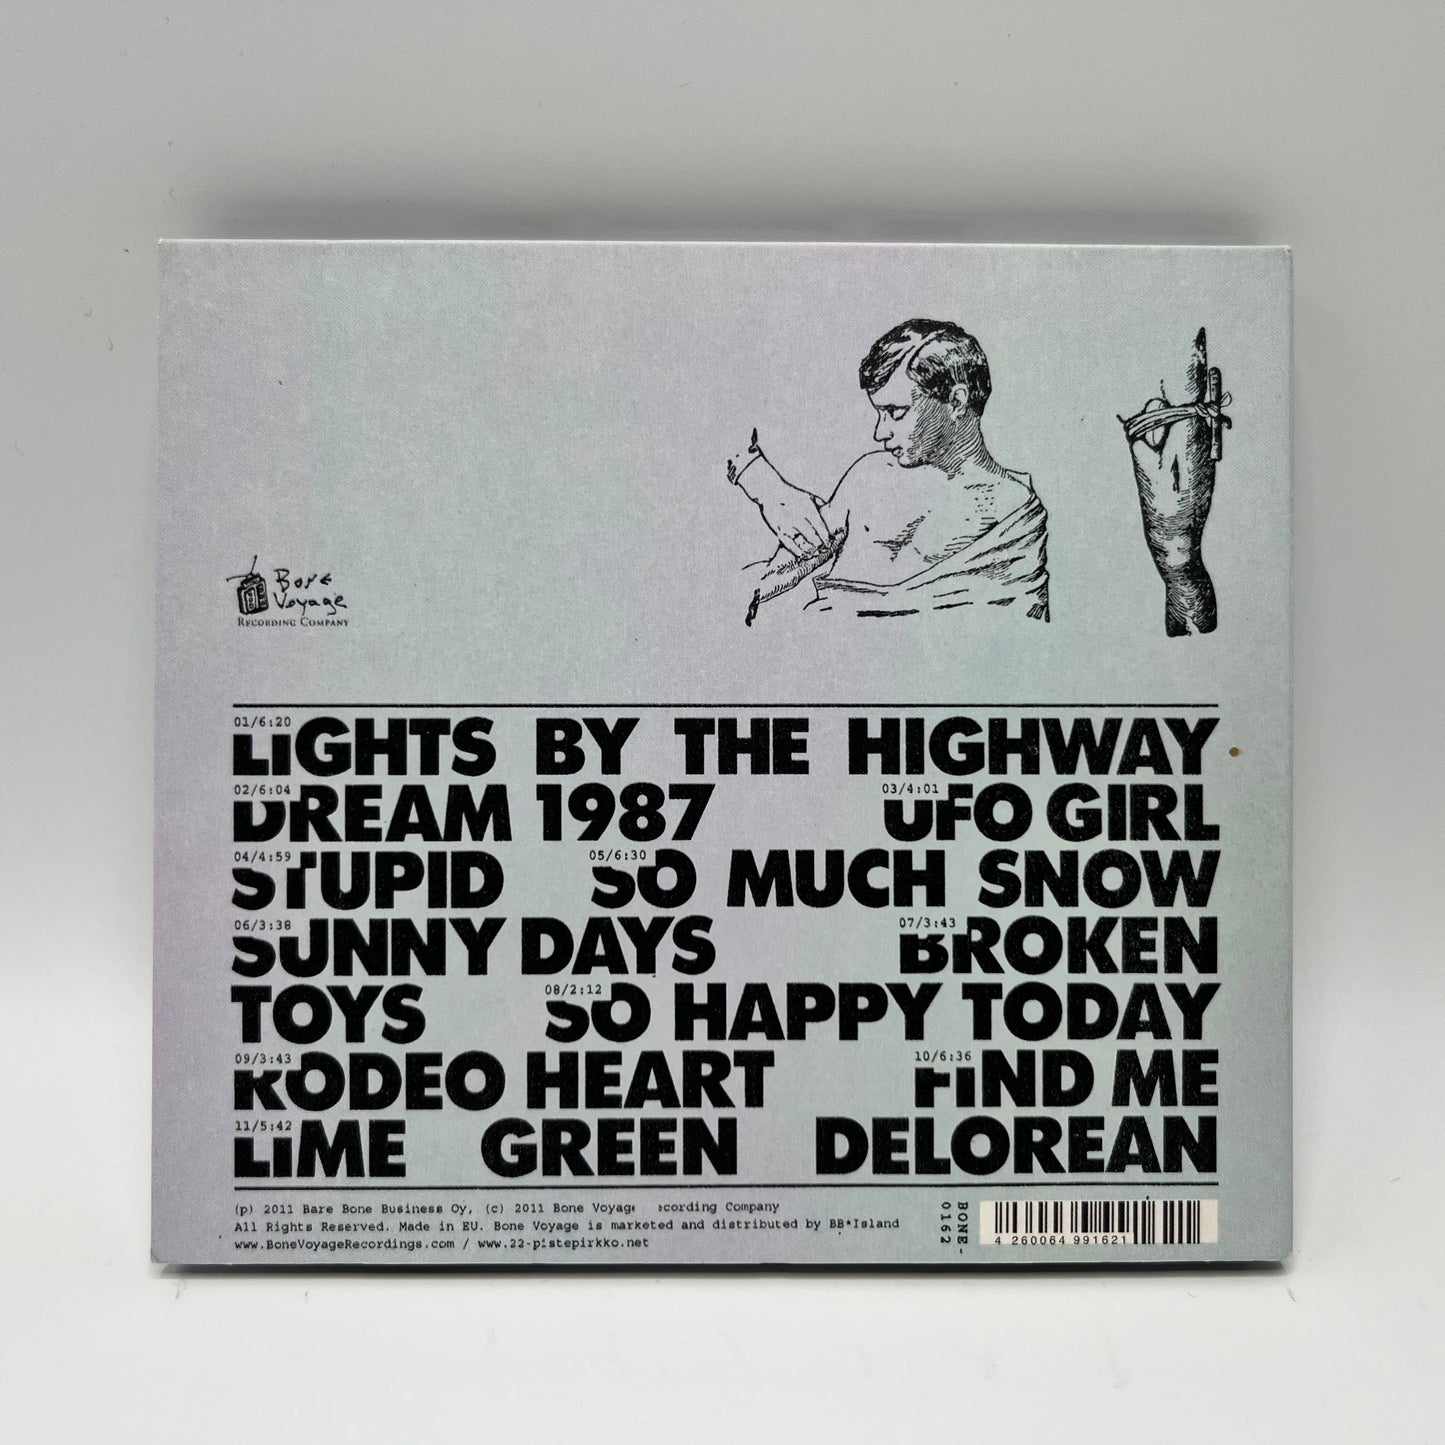 Bone
Voyage
RECORDING COMPANY
01/6:20
LIGHTS BY THE HIGHWAY
02/6:04 03/4:01
DREAM 1987 UFO GIRL
04/4:59 05/6:30
STUPID SO MUCH SNOW
06/3:38 07/3:43
SUNNY DAYS BROKEN
08/2:12
TOYS SO HAPPY TODAY
09/3:43 10/6:36
RODEO HEART FIND ME
11/5:42
LIME GREEN DELOREAN
(p) 2011 Bare Bone Business Oy, (c) 2011 Bone Voyage Recording Company
All Rights Reserved. Made in EU. Bone Voyage is marketed and distributed by BB*Island
www.BoneVoyageRecordings.com / www.22-pistepirkko.net
BONE-
0162
4 260064 991621